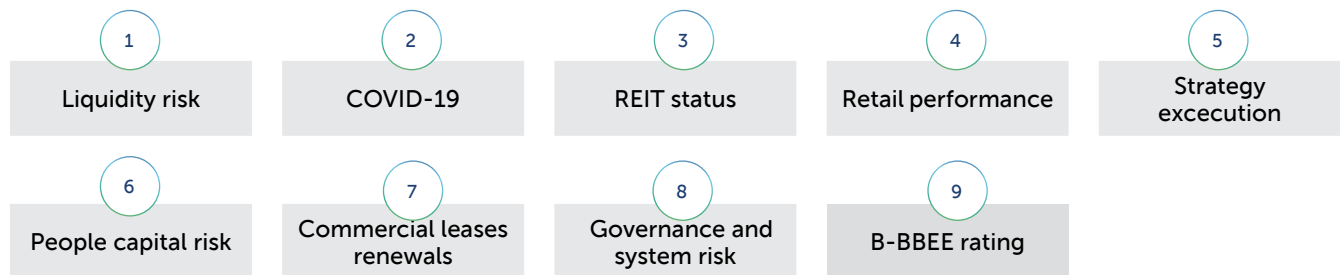 1
Liquidity risk
2
COVID-19
3
REIT status
4
Retail performance
5
Strategy
excecution
6
People capital risk
7
Commercial leases
renewals
8
Governance and
system risk
9
B-BBEE rating